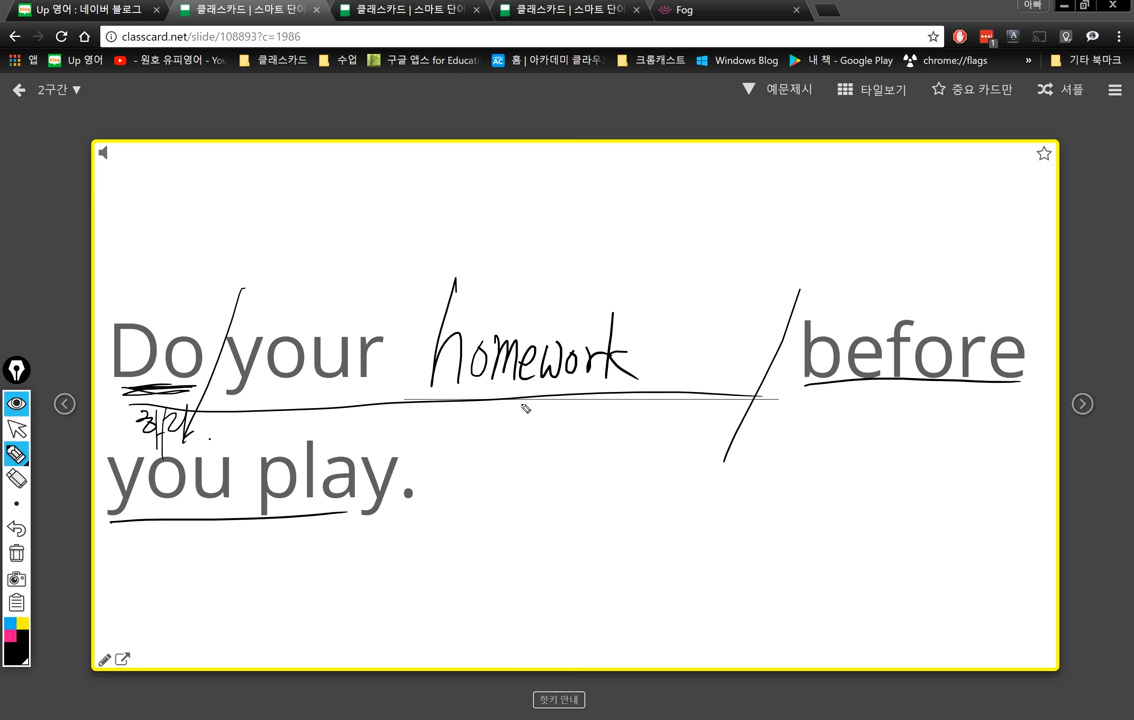 Up 영어 : 네이버 블로그
클래스카드 | 스마트 단어
클래스카드 | 스마트 단어
클래스카드 | 스마트 단어
Fog
아빠
classcard.net/slide/108893?c=1986
1
앱
Up 영어
- 원호 유피영어 - You
클래스카드
수업
구글 앱스 for Educati
홈 | 아카데미 클라우
크롬캐스트
Windows Blog
내 책 - Google Play
chrome://flags
»
기타 북마크
2구간 ▼
예문제시
타일보기
중요 카드만
셔플
Do your homework before
해라.
you play.
핫키 안내